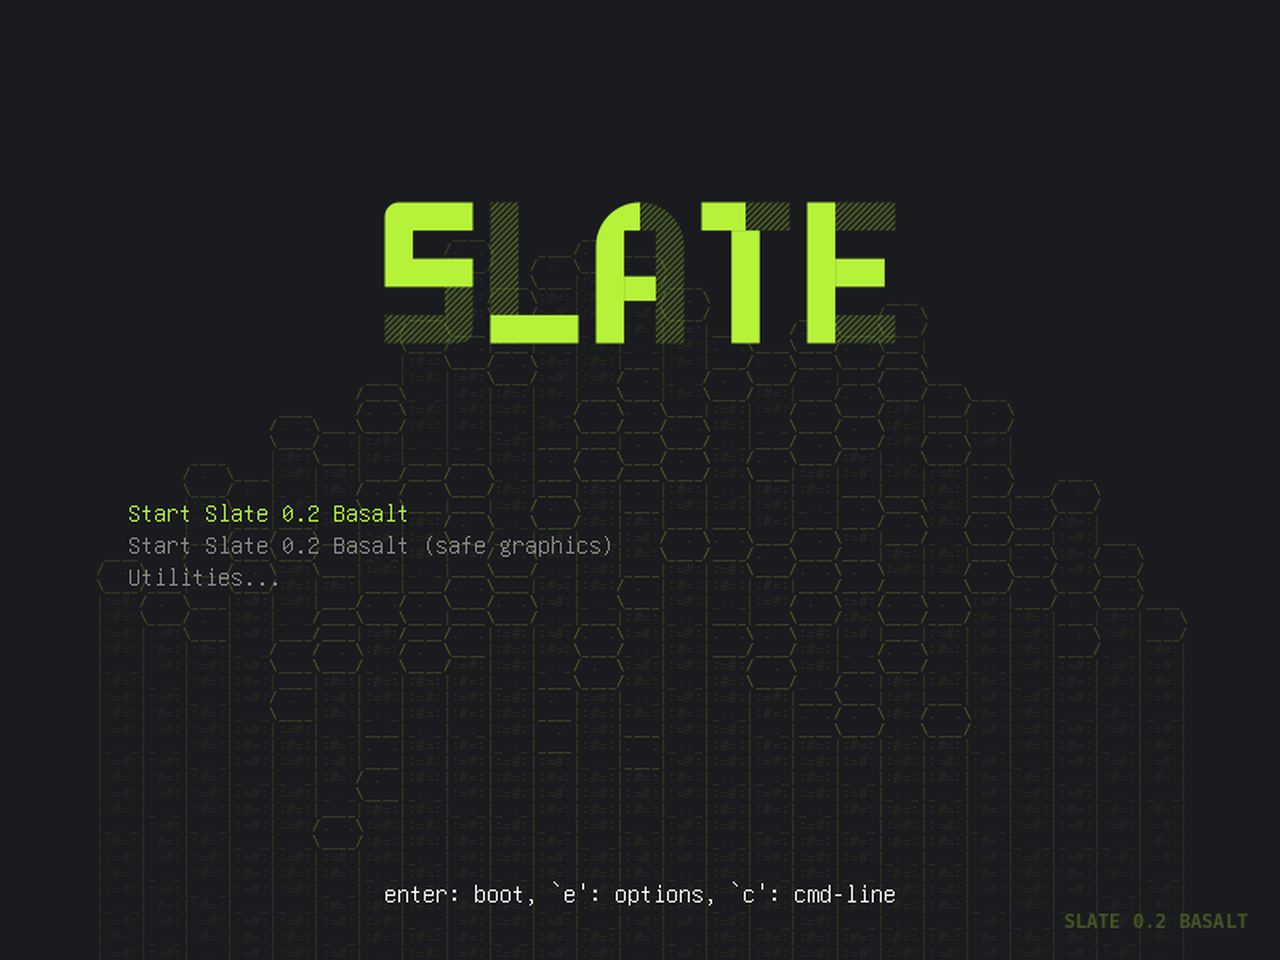 SLATE
Start Slate 0.2 Basalt
Start Slate 0.2 Basalt (safe graphics)
Utilities...
enter: boot, `e': options, `c': cmd-line
SLATE 0.2 BASALT